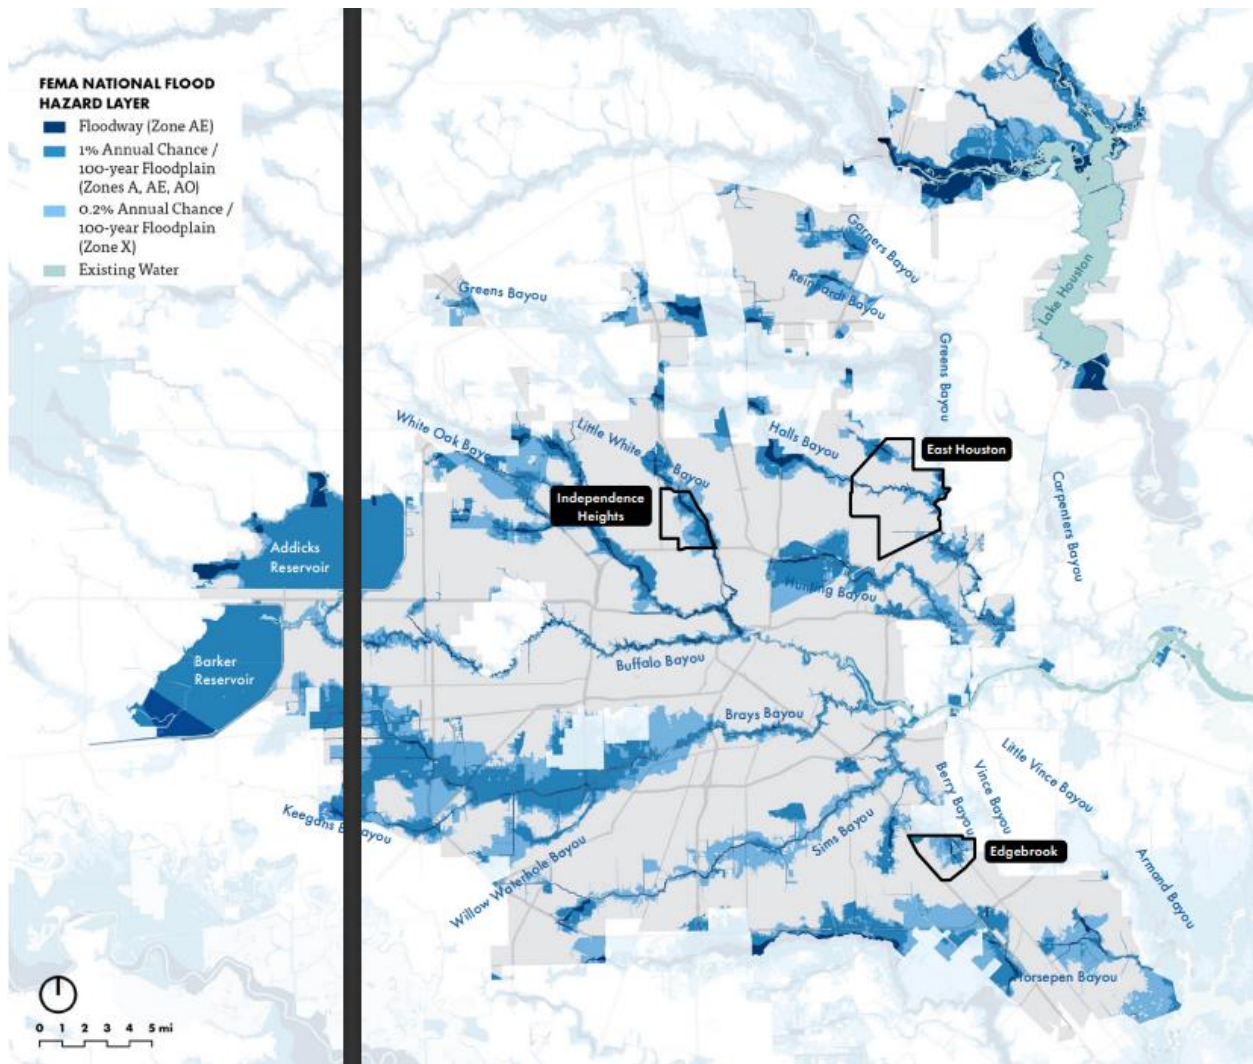 FEMA NATIONAL FLOOD
HAZARD LAYER
Floodway (Zone AE)
1% Annual Chance /
100-year Floodplain
(Zones A, AE, AO)
0.2% Annual Chance /
100-year Floodplain
(Zone X)
Existing Water
Garners Bayou
Reinhardt Bayou
Greens Bayou
Lake Houston
Greens Bayou
White Oak Bayou
Little White Bayou
Halls Bayou
East Houston
Independence
Heights
Carpenters Bayou
Addicks
Reservoir
Hunting Bayou
Barker
Reservoir
Buffalo Bayou
Brays Bayou
Little Vince Bayou
Vince Bayou
Berry Bayou
Keegans Bayou
Sims Bayou
Willow Waterhole Bayou
Edgebrook
Armand Bayou
Horsepen Bayou
0 1 2 3 4 5 mi